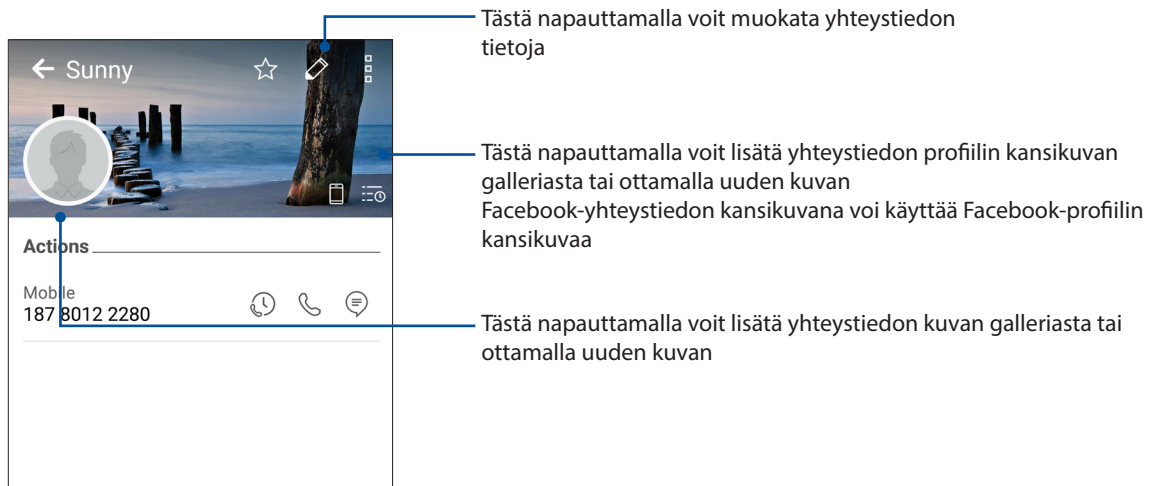 Tästä napauttamalla voit muokata yhteystiedon
tietoja
Sunny
Tästä napauttamalla voit lisätä yhteystiedon profiilin kansikuvan
galleriasta tai ottamalla uuden kuvan
Facebook-yhteystiedon kansikuvana voi käyttää Facebook-profiilin
kansikuvaa
Actions
Mobile
187 8012 2280
Tästä napauttamalla voit lisätä yhteystiedon kuvan galleriasta tai
ottamalla uuden kuvan